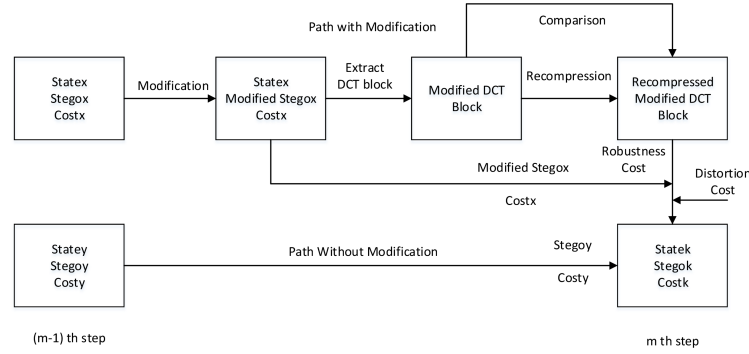 Path with Modification
Comparison
Statex
Stegox
Costx
Modification
Statex
Modified Stegox
Costx
Extract
DCT block
Modified DCT
Block
Recompression
Recompressed
Modified DCT
Block
Robustness
Cost
Modified Stegox
Costx
Distortion
Cost
Statey
Stegoy
Costy
Path Without Modification
Stegoy
Costy
Statek
Stegok
Costk
(m-1) th step
m th step